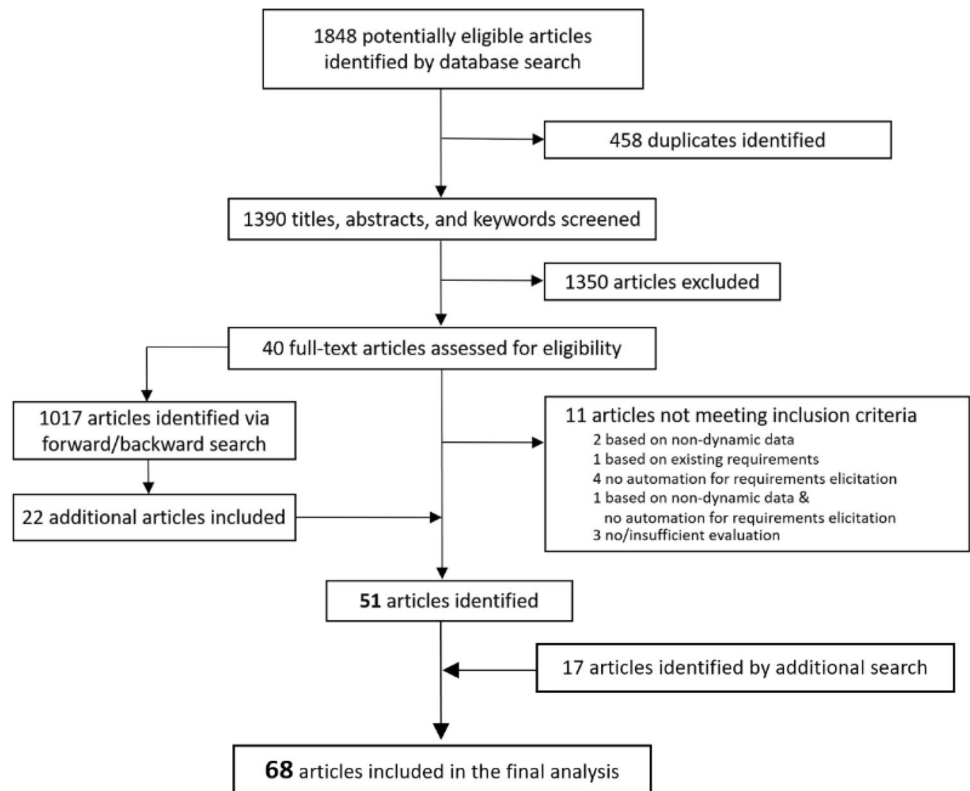 1848 potentially eligible articles
identified by database search
458 duplicates identified
1390 titles, abstracts, and keywords screened
1350 articles excluded
40 full-text articles assessed for eligibility
1017 articles identified via
forward/backward search
22 additional articles included
11 articles not meeting inclusion criteria
2 based on non-dynamic data
1 based on existing requirements
4 no automation for requirements elicitation
1 based on non-dynamic data &
no automation for requirements elicitation
3 no/insufficient evaluation
51 articles identified
17 articles identified by additional search
68 articles included in the final analysis